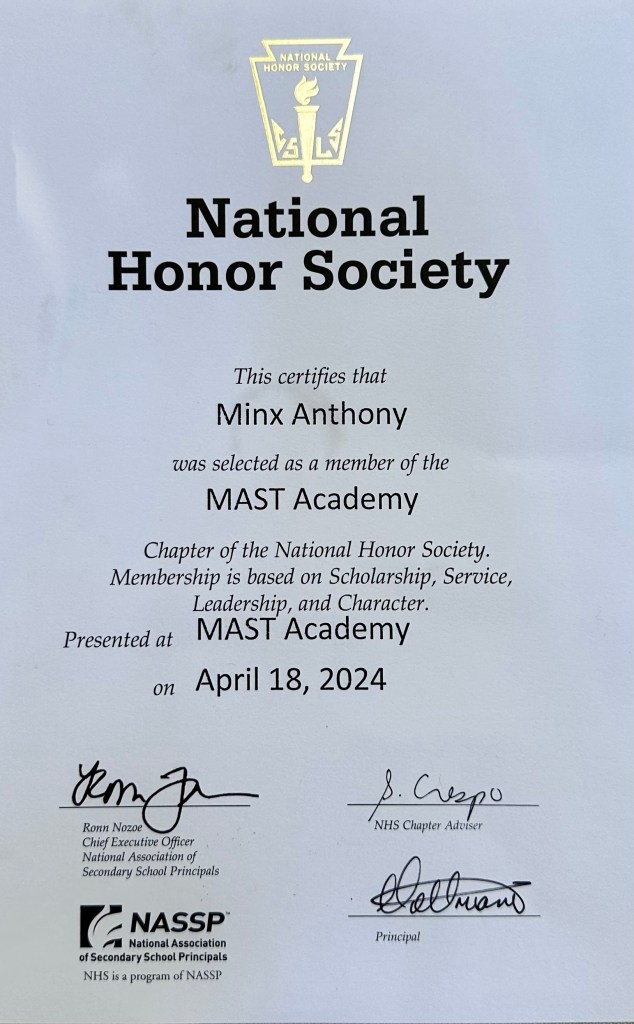 NATIONAL
HONOR SOCIETY
C S L S
National
Honor Society
This certifies that
Minx Anthony
was selected as a member of the
MAST Academy
Chapter of the National Honor Society.
Membership is based on Scholarship, Service,
Leadership, and Character.
Presented at MAST Academy
on April 18, 2024
S. Crespo
Ronn Nozoe
Chief Executive Officer
National Association of
Secondary School Principals
NHS Chapter Adviser
Principal
NASSP™
National Association
of Secondary School Principals
NHS is a program of NASSP